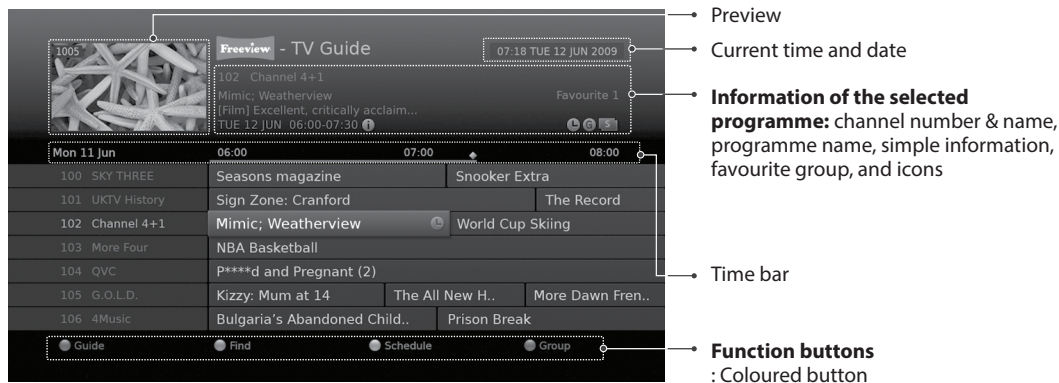 Preview
1005
Freeview - TV Guide
07:18 TUE 12 JUN 2009
Current time and date
102 Channel 4+1
Mimic; Weatherview
Favourite 1
[Film] Excellent, critically acclaim...
TUE 12 JUN 06:00-07:30 i
G S
Information of the selected
programme: channel number & name,
programme name, simple information,
favourite group, and icons
Mon 11 Jun 06:00 07:00 08:00
100 SKY THREE Seasons magazine Snooker Extra
101 UKTV History Sign Zone: Cranford The Record
102 Channel 4+1 Mimic; Weatherview World Cup Skiing
103 More Four NBA Basketball
104 QVC P****d and Pregnant (2)
Time bar
105 G.O.L.D. Kizzy: Mum at 14 The All New H.. More Dawn Fren..
106 4Music Bulgaria's Abandoned Child.. Prison Break
Guide Find Schedule Group
Function buttons
: Coloured button